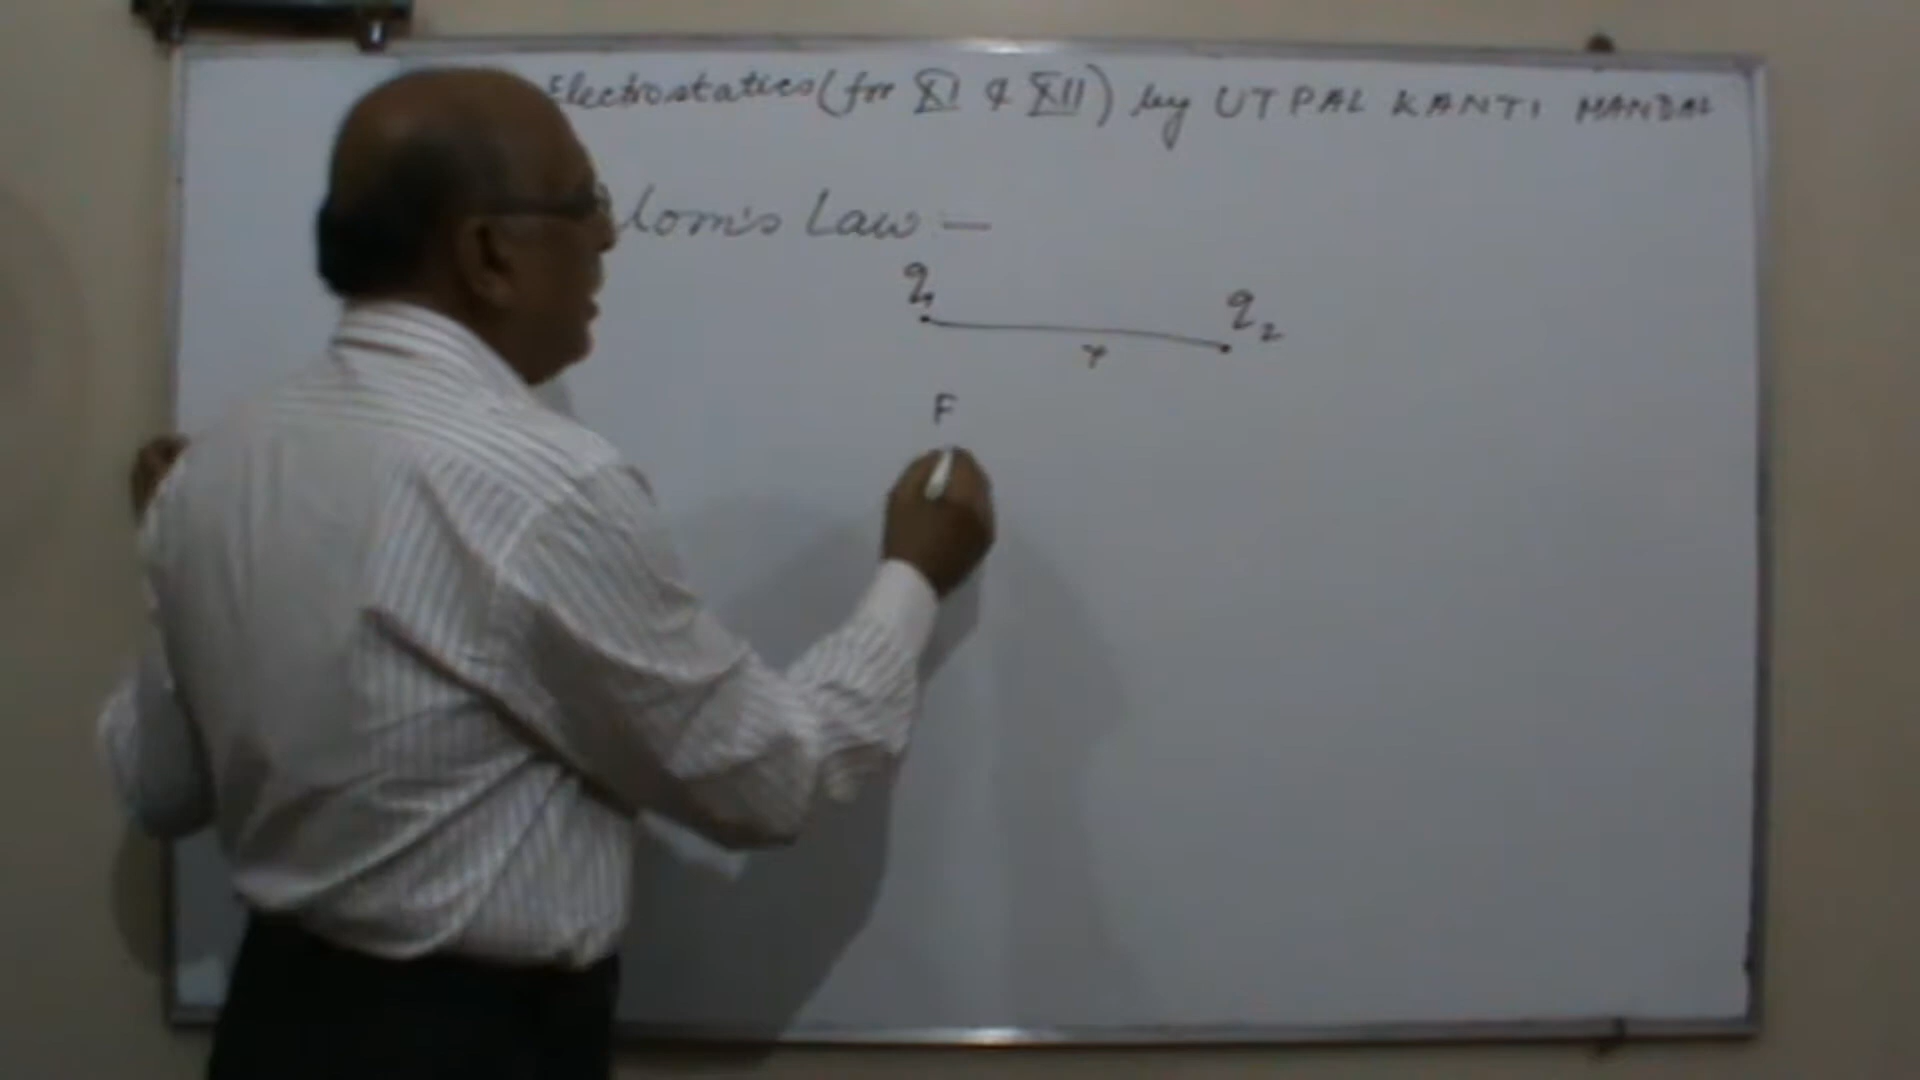 Electrostatics (for XI & XII) by UTPAL KANTI MANDAL
lom's Law —
q1
q2
r
F